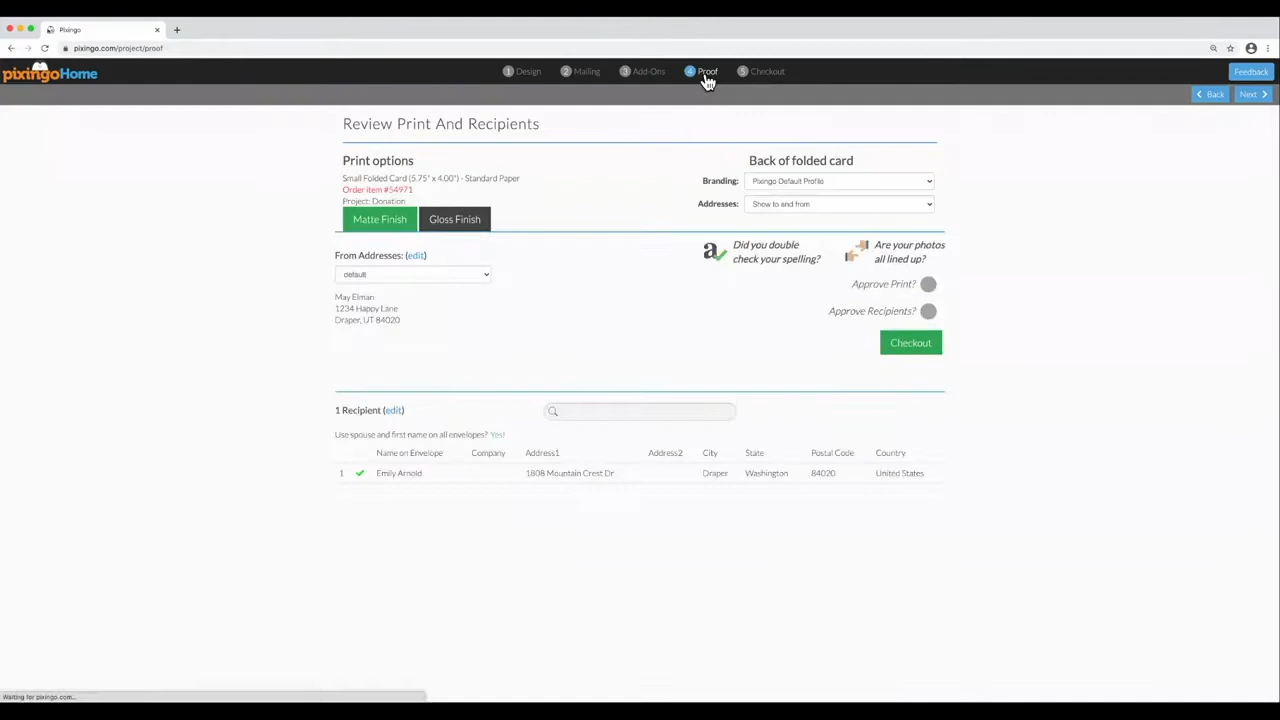 Pixingo
pixingo.com/project/proof
pixingoHome
1 Design 2 Mailing 3 Add-Ons 4 Proof 5 Checkout
Feedback
Back Next
Review Print And Recipients
Print options
Back of folded card
Small Folded Card (5.75" x 4.00") - Standard Paper
Branding: Pixingo Default Profile
Order item #54971
Project: Donation
Addresses: Show to and from
Matte Finish Gloss Finish
Did you double
check your spelling?
Are your photos
all lined up?
From Addresses: (edit)
default
Approve Print?
May Elman
1234 Happy Lane
Draper, UT 84020
Approve Recipients?
Checkout
1 Recipient (edit)
Use spouse and first name on all envelopes? Yes!
Name on Envelope Company Address1 Address2 City State Postal Code Country
1 Emily Arnold 1808 Mountain Crest Dr Draper Washington 84020 United States
Waiting for pixingo.com...